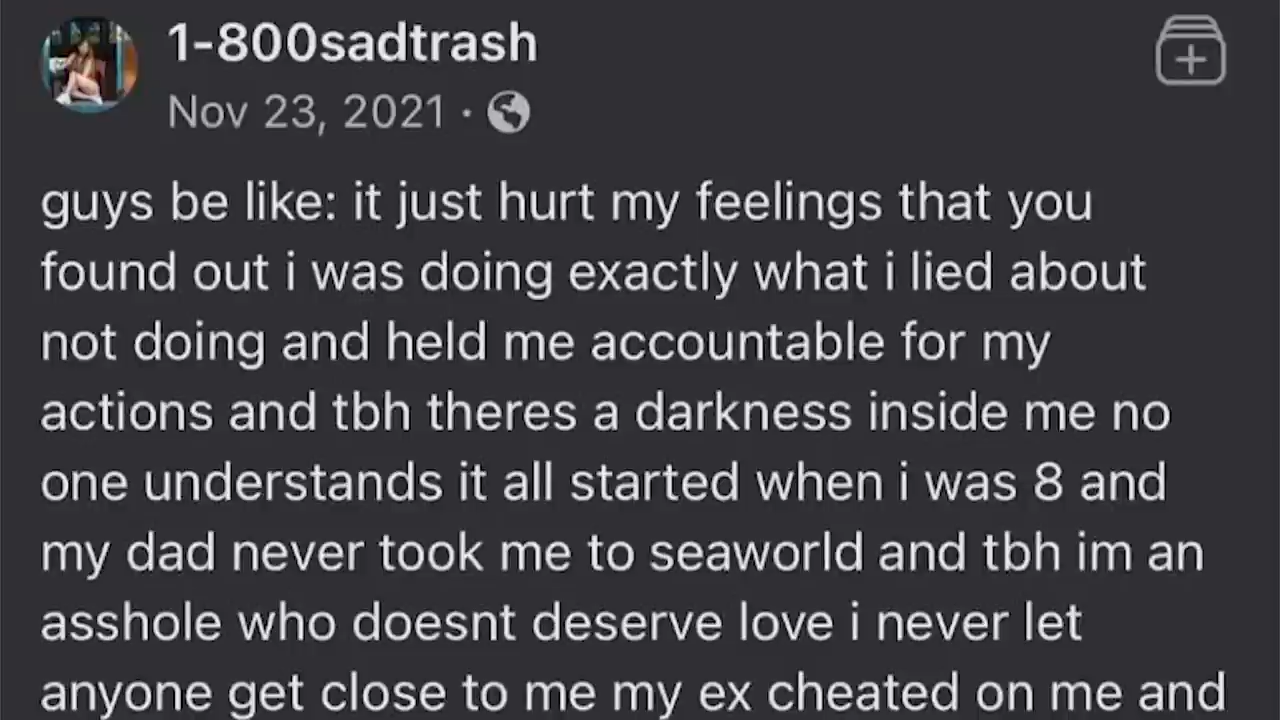 1-800sadtrash
Nov 23, 2021 ·
guys be like: it just hurt my feelings that you
found out i was doing exactly what i lied about
not doing and held me accountable for my
actions and tbh theres a darkness inside me no
one understands it all started when i was 8 and
my dad never took me to seaworld and tbh im an
asshole who doesnt deserve love i never let
anyone get close to me my ex cheated on me and